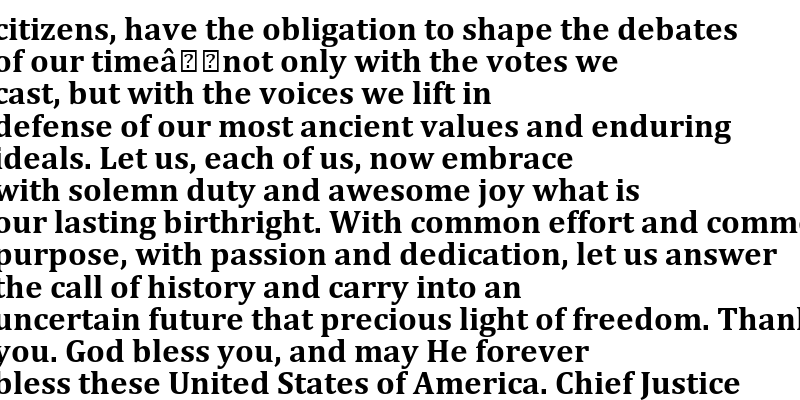 citizens, have the obligation to shape the debates
of our timeâ��not only with the votes we
cast, but with the voices we lift in
defense of our most ancient values and enduring
ideals. Let us, each of us, now embrace
with solemn duty and awesome joy what is
our lasting birthright. With common effort and
purpose, with passion and dedication, let us answer
the call of history and carry into an
uncertain future that precious light of freedom.
you. God bless you, and may He forever
bless these United States of America. Chief Justice